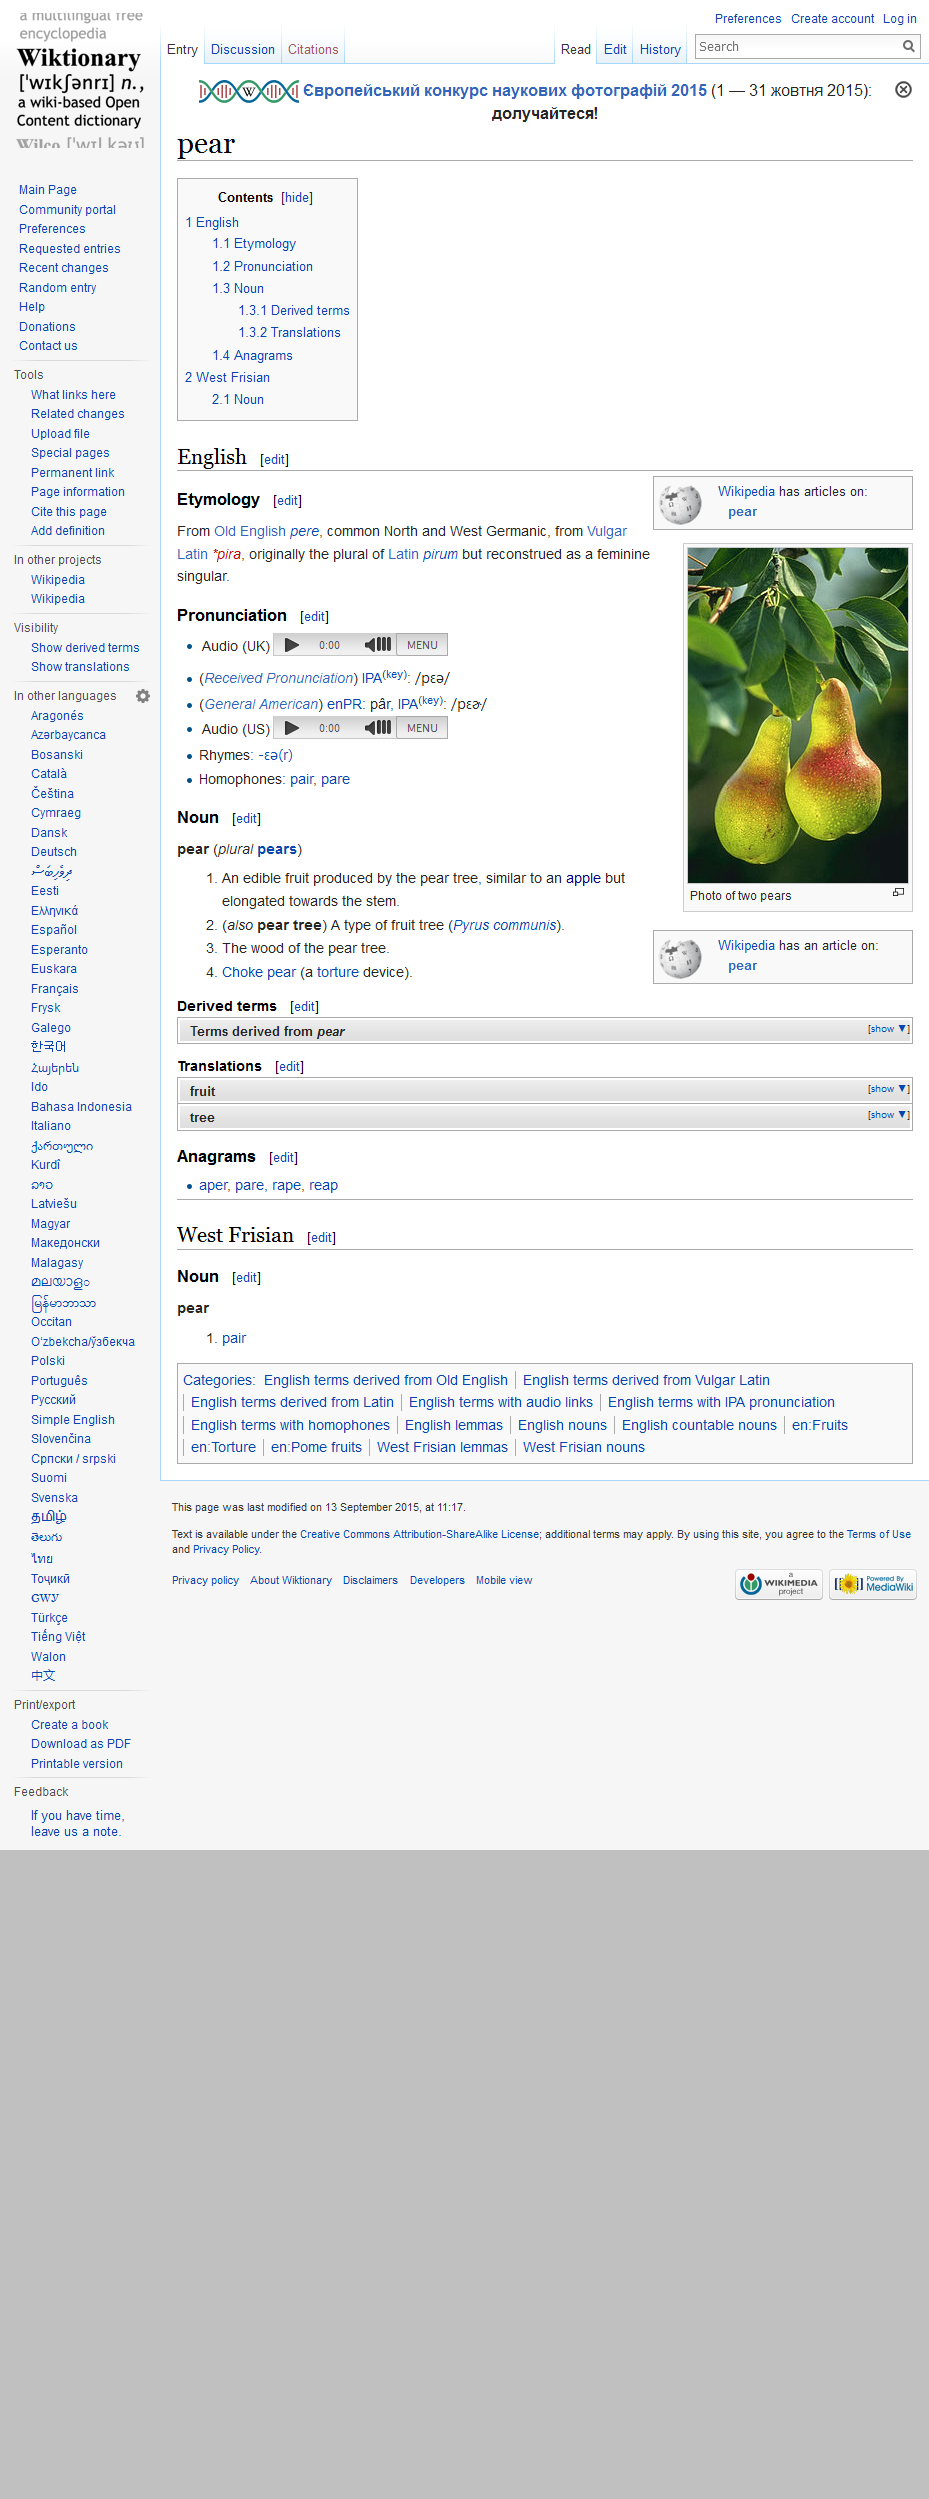 a multilingual free
encyclopedia
Wiktionary
['wɪkʃənrɪ] n.,
a wiki-based Open
Content dictionary
Wilco ['wɪl kəʊ]
Preferences Create account Log in
Entry Discussion Citations Read Edit History Search
Європейський конкурс наукових фотографій 2015 (1 — 31 жовтня 2015):
долучайтеся!
pear
Contents [hide]
1 English
1.1 Etymology
1.2 Pronunciation
1.3 Noun
1.3.1 Derived terms
1.3.2 Translations
1.4 Anagrams
2 West Frisian
2.1 Noun
English [edit]
Wikipedia has articles on:
pear
Etymology [edit]
From Old English pere, common North and West Germanic, from Vulgar
Latin *pira, originally the plural of Latin pirum but reconstrued as a feminine
singular.
Pronunciation [edit]
Audio (UK) 0:00 MENU
(Received Pronunciation) IPA(key): /pɛə/
(General American) enPR: pâr, IPA(key): /pɛɚ/
Audio (US) 0:00 MENU
Rhymes: -ɛə(r)
Homophones: pair, pare
Photo of two pears
Noun [edit]
pear (plural pears)
1. An edible fruit produced by the pear tree, similar to an apple but
elongated towards the stem.
2. (also pear tree) A type of fruit tree (Pyrus communis).
3. The wood of the pear tree.
4. Choke pear (a torture device).
Wikipedia has an article on:
pear
Derived terms [edit]
Terms derived from pear [show ▼]
Translations [edit]
fruit [show ▼]
tree [show ▼]
Anagrams [edit]
aper, pare, rape, reap
West Frisian [edit]
Noun [edit]
pear
1. pair
Categories: English terms derived from Old English | English terms derived from Vulgar Latin
| English terms derived from Latin | English terms with audio links | English terms with IPA pronunciation
| English terms with homophones | English lemmas | English nouns | English countable nouns | en:Fruits
| en:Torture | en:Pome fruits | West Frisian lemmas | West Frisian nouns
This page was last modified on 13 September 2015, at 11:17.
Text is available under the Creative Commons Attribution-ShareAlike License; additional terms may apply. By using this site, you agree to the Terms of Use
and Privacy Policy.
Privacy policy About Wiktionary Disclaimers Developers Mobile view
a
WIKIMEDIA
project
Powered By
MediaWiki
Main Page
Community portal
Preferences
Requested entries
Recent changes
Random entry
Help
Donations
Contact us
Tools
What links here
Related changes
Upload file
Special pages
Permanent link
Page information
Cite this page
Add definition
In other projects
Wikipedia
Wikipedia
Visibility
Show derived terms
Show translations
In other languages
Aragonés
Azərbaycanca
Bosanski
Català
Čeština
Cymraeg
Dansk
Deutsch
ދިވެހިބަސް
Eesti
Ελληνικά
Español
Esperanto
Euskara
Français
Frysk
Galego
한국어
Հայերեն
Ido
Bahasa Indonesia
Italiano
ქართული
Kurdî
ລາວ
Latviešu
Magyar
Македонски
Malagasy
മലയാളം
မြန်မာဘာသာ
Occitan
Oʻzbekcha/ўзбекча
Polski
Português
Русский
Simple English
Slovenčina
Српски / srpski
Suomi
Svenska
தமிழ்
తెలుగు
ไทย
Тоҷикӣ
ᏣᎳᎩ
Türkçe
Tiếng Việt
Walon
中文
Print/export
Create a book
Download as PDF
Printable version
Feedback
If you have time,
leave us a note.